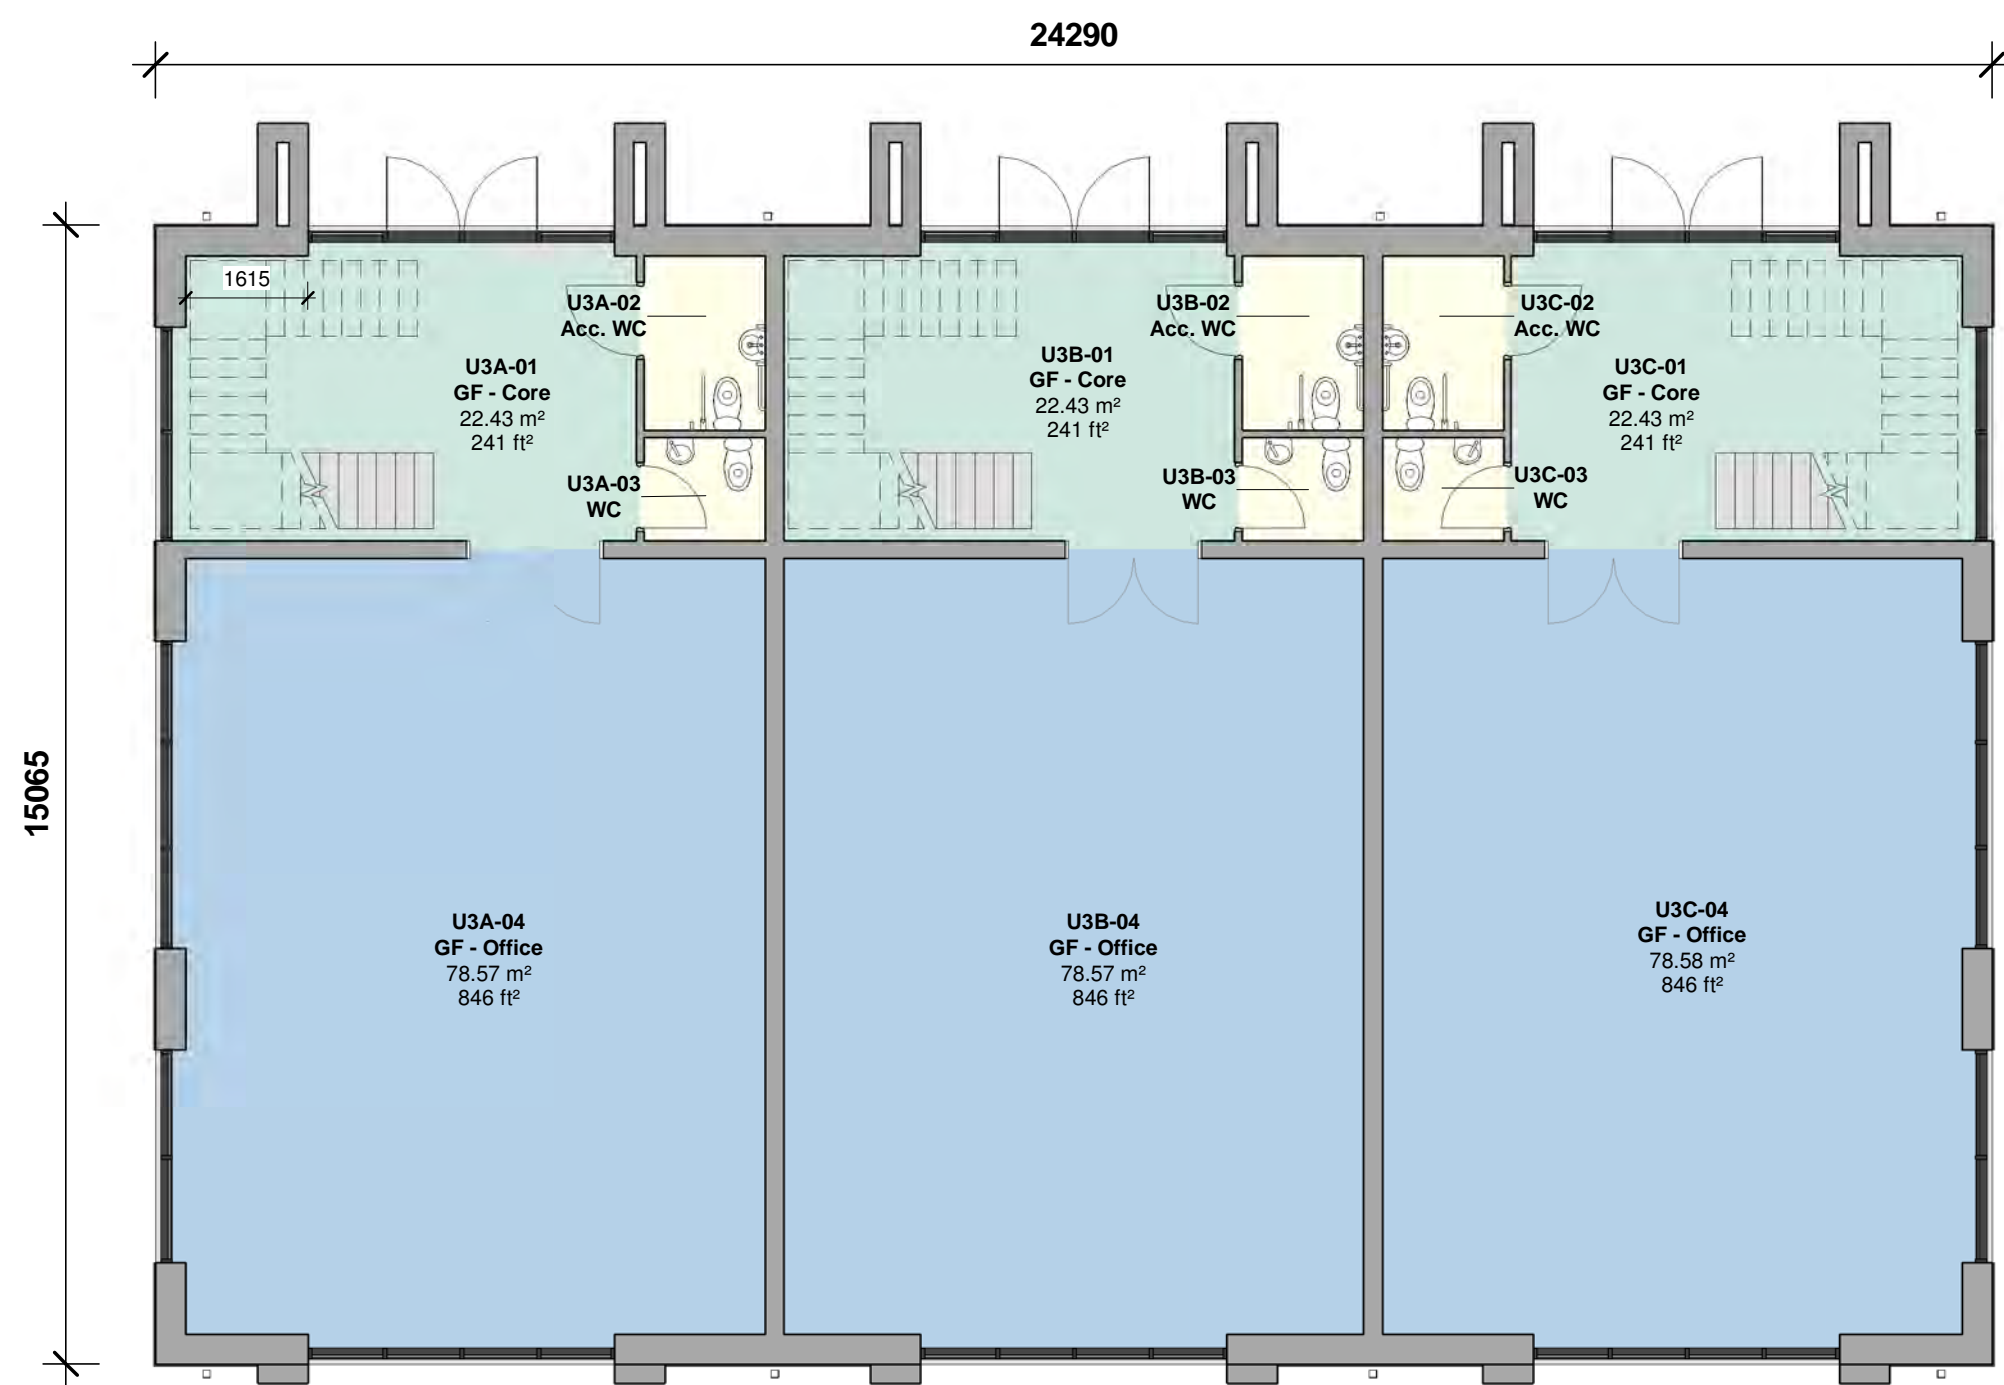 24290
15065
1615
U3A-01
GF - Core
22.43 m²
241 ft²
U3A-02
Acc. WC
U3A-03
WC
U3B-01
GF - Core
22.43 m²
241 ft²
U3B-02
Acc. WC
U3B-03
WC
U3C-02
Acc. WC
U3C-01
GF - Core
22.43 m²
241 ft²
U3C-03
WC
U3A-04
GF - Office
78.57 m²
846 ft²
U3B-04
GF - Office
78.57 m²
846 ft²
U3C-04
GF - Office
78.58 m²
846 ft²